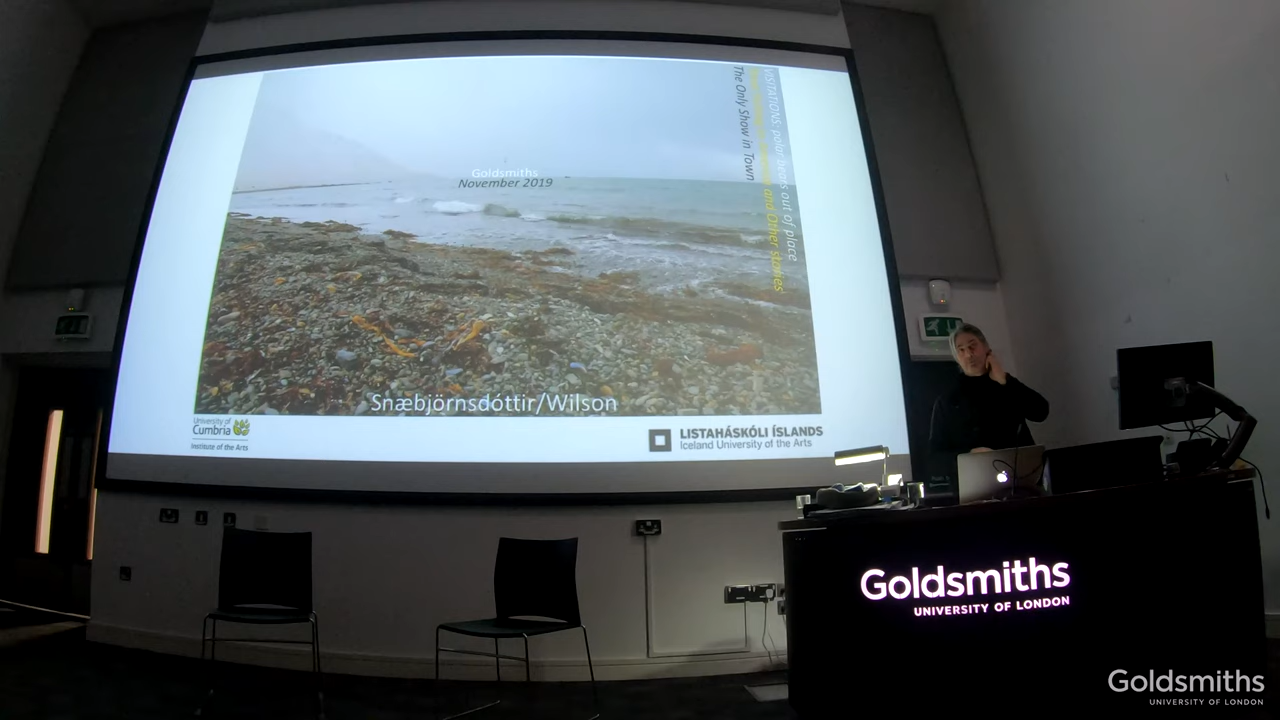 Goldsmiths
November 2019
VISITATIONS: polar bears out of place
and Other stories
The Only Show in Town
Snæbjörnsdóttir/Wilson
University of
Cumbria
Institute of the Arts
LISTAHÁSKÓLI ÍSLANDS
Iceland University of the Arts
Goldsmiths
UNIVERSITY OF LONDON
Goldsmiths
UNIVERSITY OF LONDON